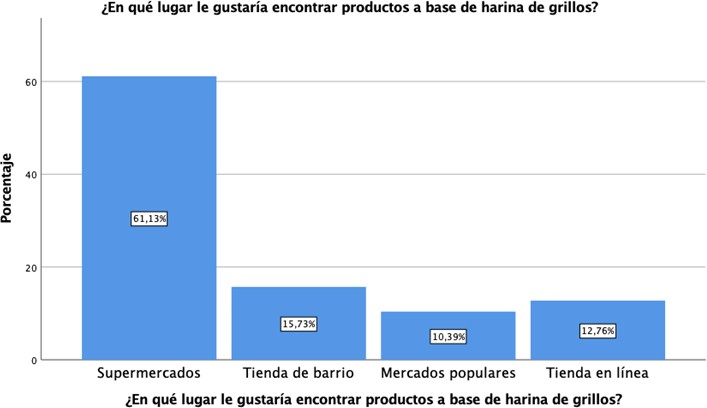 ¿En qué lugar le gustaría encontrar productos a base de harina de grillos?
Porcentaje
60
40
20
0
61,13%
15,73%
10,39%
12,76%
Supermercados
Tienda de barrio
Mercados populares
Tienda en línea
¿En qué lugar le gustaría encontrar productos a base de harina de grillos?